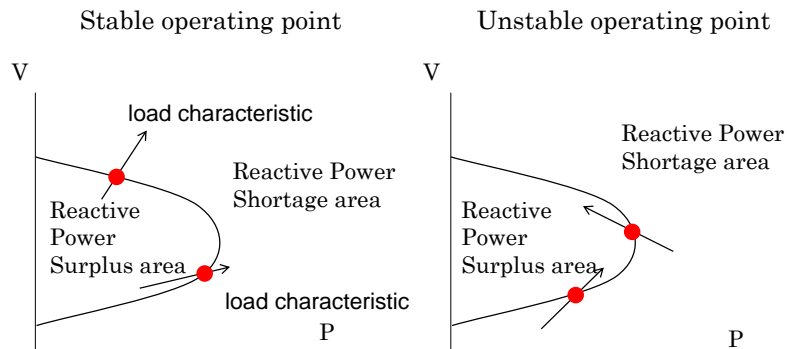 Stable operating point
V
load characteristic
Reactive Power
Shortage area
Reactive
Power
Surplus area
load characteristic
P
Unstable operating point
V
Reactive Power
Shortage area
Reactive
Power
Surplus area
P